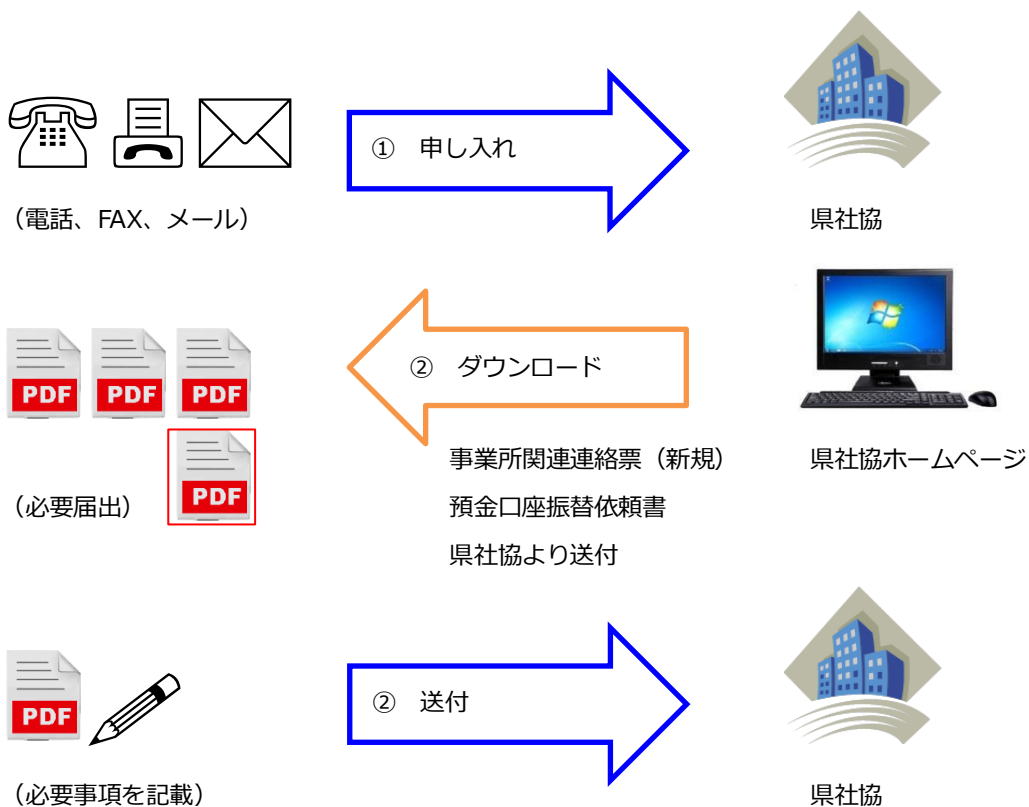 ① 申し入れ
（電話、FAX、メール）
県社協
② ダウンロード
PDF
PDF
PDF
PDF
（必要届出）
事業所関連連絡票（新規）
預金口座振替依頼書
県社協より送付
県社協ホームページ
② 送付
PDF
（必要事項を記載）
県社協